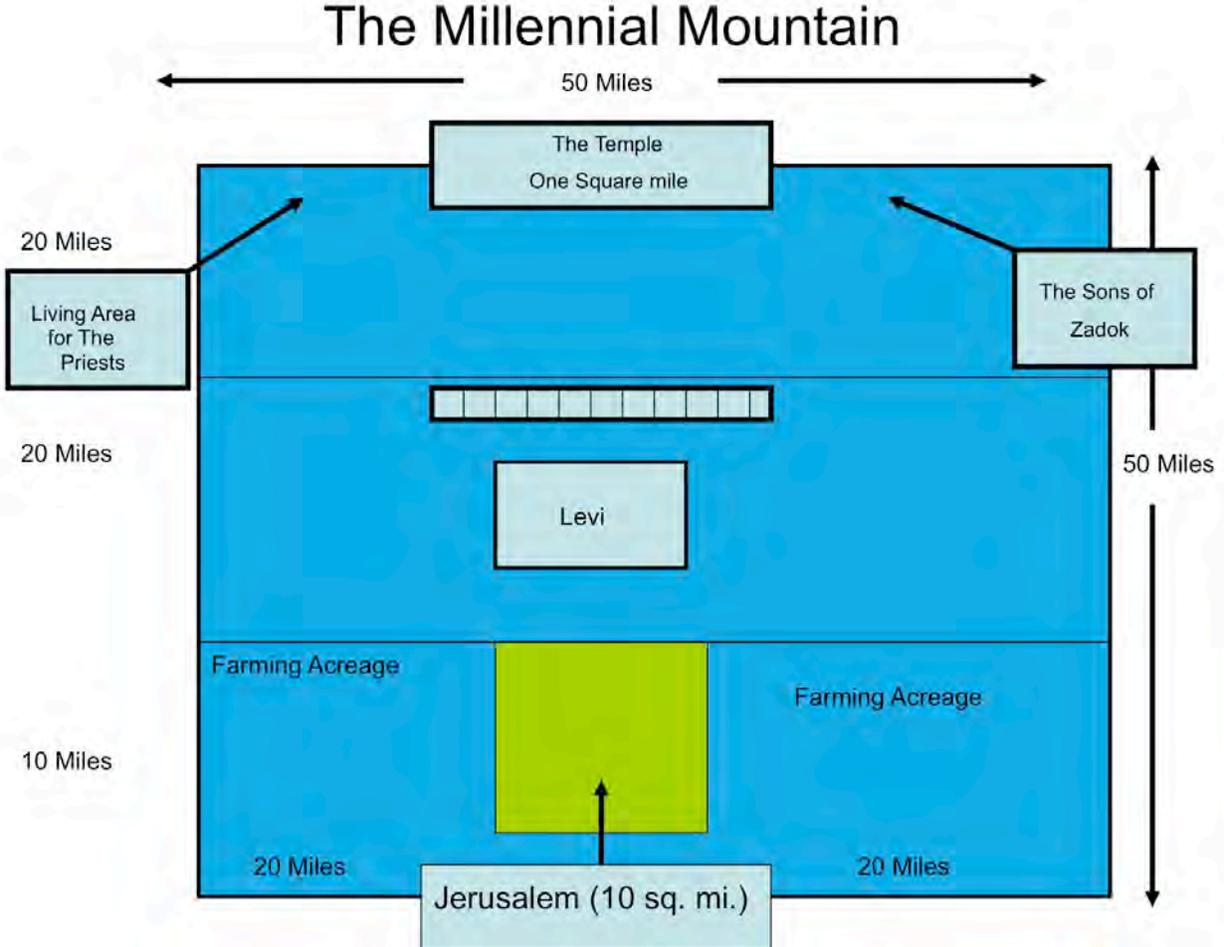 The Millennial Mountain
50 Miles
The Temple
One Square mile
20 Miles
Living Area
for The
Priests
The Sons of
Zadok
20 Miles
50 Miles
Levi
Farming Acreage
Farming Acreage
10 Miles
20 Miles
20 Miles
Jerusalem (10 sq. mi.)